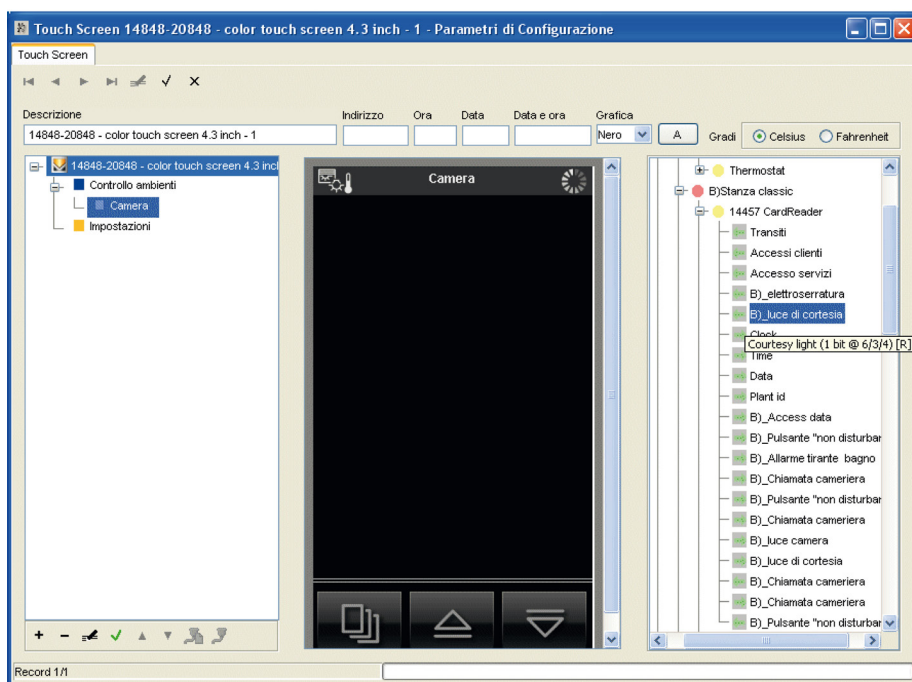 Touch Screen 14848-20848 - color touch screen 4.3 inch - 1 - Parametri di Configurazione
Touch Screen
Descrizione Indirizzo Ora Data Data e ora Grafica
14848-20848 - color touch screen 4.3 inch - 1 Nero A Gradi Celsius Fahrenheit
14848-20848 - color touch screen 4.3 incl
Controllo ambienti
Camera
Impostazioni
Camera
Thermostat
B)Stanza classic
14457 CardReader
Transiti
Accessi clienti
Accesso servizi
B)_elettroserratura
B)_luce di cortesia
Clock
Courtesy light (1 bit @ 6/3/4) [R]
Time
Data
Plant id
B)_Access data
B)_Pulsante "non disturbar
B)_Allarme tirante bagno
B)_Chiamata cameriera
B)_Pulsante "non disturbar
B)_Chiamata cameriera
B)_luce camera
B)_luce di cortesia
B)_Chiamata cameriera
B)_Chiamata cameriera
B)_Pulsante "non disturbar
Record 1/1